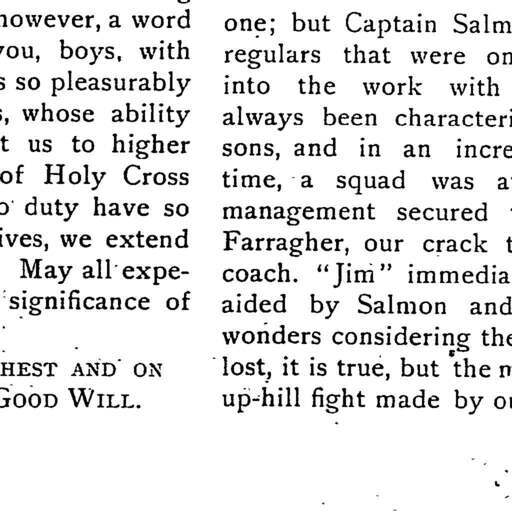 however, a word
you, boys, with
s so pleasurably
s, whose ability
t us to higher
of Holy Cross
o duty have so
ives, we extend
May all expe-
significance of
HEST AND ON
GOOD WILL.
one; but Captain Salm
regulars that were on
into the work with
always been characteri
sons, and in an incre
time, a squad was a
management secured
Farragher, our crack t
coach. "Jim" immedia
aided by Salmon and
wonders considering the
lost, it is true, but the m
up-hill fight made by ou